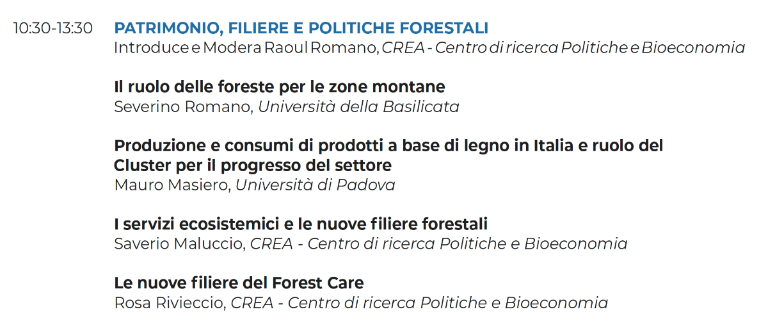 10:30-13:30 PATRIMONIO, FILIERE E POLITICHE FORESTALI
Introduce e Modera Raoul Romano, CREA - Centro di ricerca Politiche e Bioeconomia
Il ruolo delle foreste per le zone montane
Severino Romano, Università della Basilicata
Produzione e consumi di prodotti a base di legno in Italia e ruolo del
Cluster per il progresso del settore
Mauro Masiero, Università di Padova
I servizi ecosistemici e le nuove filiere forestali
Saverio Maluccio, CREA - Centro di ricerca Politiche e Bioeconomia
Le nuove filiere del Forest Care
Rosa Rivieccio, CREA - Centro di ricerca Politiche e Bioeconomia